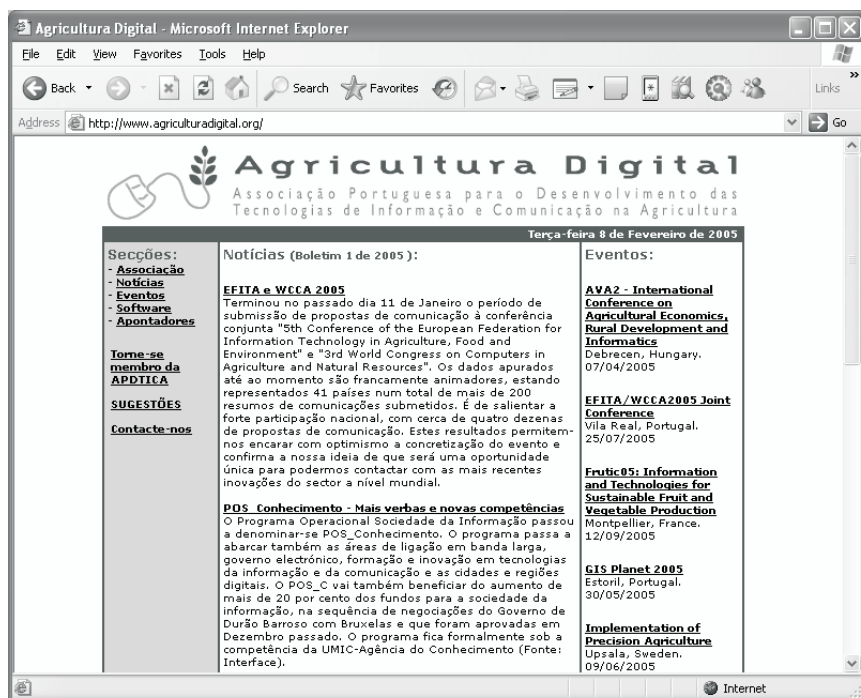 Agricultura Digital - Microsoft Internet Explorer
File Edit View Favorites Tools Help
Back Search Favorites Links
Address http://www.agriculturadigital.org/ Go
Agricultura Digital
Associação Portuguesa para o Desenvolvimento das
Tecnologias de Informação e Comunicação na Agricultura
Terça-feira 8 de Fevereiro de 2005
Secções:
- Associação
- Notícias
- Eventos
- Software
- Apontadores
Torne-se
membro da
APDTICA
SUGESTÕES
Contacte-nos
Notícias (Boletim 1 de 2005 ):
EFITA e WCCA 2005
Terminou no passado dia 11 de Janeiro o período de
submissão de propostas de comunicação à conferência
conjunta "5th Conference of the European Federation for
Information Technology in Agriculture, Food and
Environment" e "3rd World Congress on Computers in
Agriculture and Natural Resources". Os dados apurados
até ao momento são francamente animadores, estando
representados 41 países num total de mais de 200
resumos de comunicações submetidos. É de salientar a
forte participação nacional, com cerca de quatro dezenas
de propostas de comunicação. Estes resultados permitem-
nos encarar com optimismo a concretização do evento e
confirma a nossa ideia de que será uma oportunidade
única para podermos contactar com as mais recentes
inovações do sector a nível mundial.
POS_Conhecimento - Mais verbas e novas competências
O Programa Operacional Sociedade da Informação passou
a denominar-se POS_Conhecimento. O programa passa a
abarcar também as áreas de ligação em banda larga,
governo electrónico, formação e inovação em tecnologias
da informação e da comunicação e as cidades e regiões
digitais. O POS_C vai também beneficiar do aumento de
mais de 20 por cento dos fundos para a sociedade da
informação, na sequência de negociações do Governo de
Durão Barroso com Bruxelas e que foram aprovadas em
Dezembro passado. O programa fica formalmente sob a
competência da UMIC-Agência do Conhecimento (Fonte:
Interface).
Eventos:
AVA2 - International
Conference on
Agricultural Economics,
Rural Development and
Informatics
Debrecen, Hungary.
07/04/2005
EFITA/WCCA2005 Joint
Conference
Vila Real, Portugal.
25/07/2005
Frutic05: Information
and Technologies for
Sustainable Fruit and
Vegetable Production
Montpellier, France.
12/09/2005
GIS Planet 2005
Estoril, Portugal.
30/05/2005
Implementation of
Precision Agriculture
Upsala, Sweden.
09/06/2005
Internet